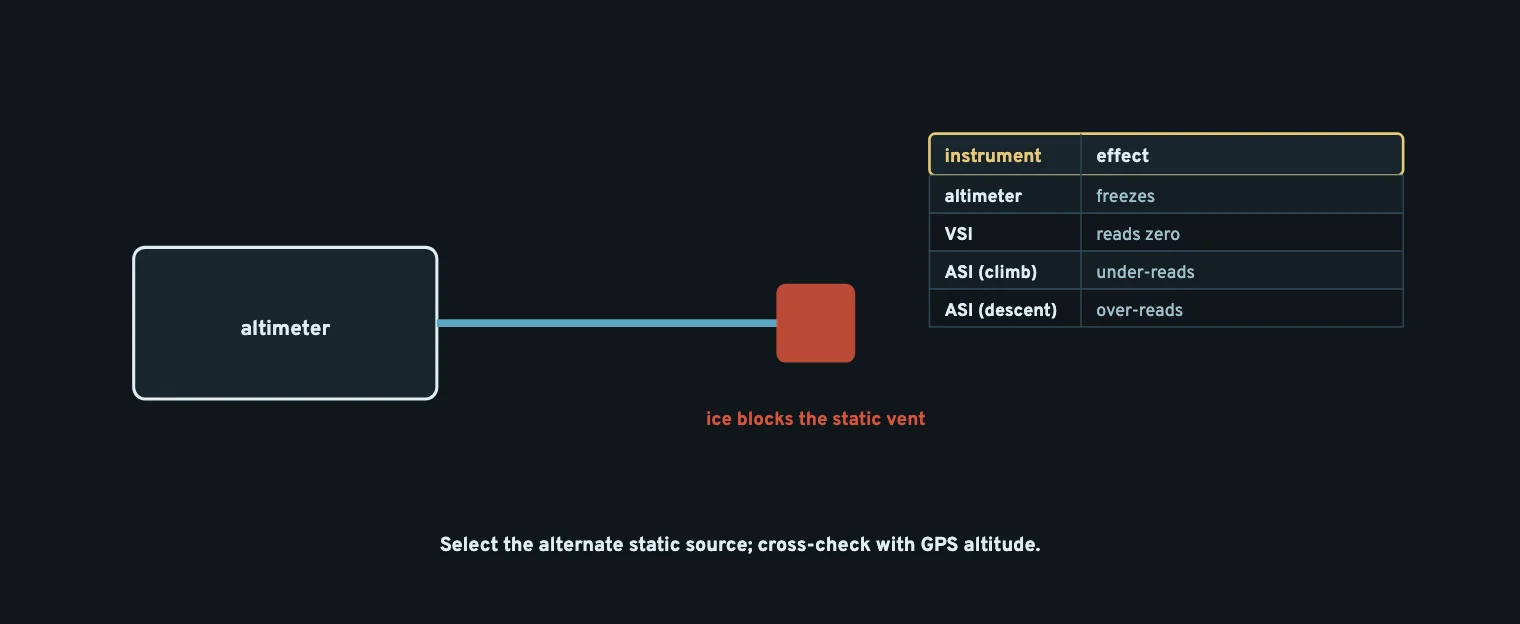 instrument effect
altimeter freezes
VSI reads zero
ASI (climb) under-reads
ASI (descent) over-reads
altimeter
ice blocks the static vent
Select the alternate static source; cross-check with GPS altitude.